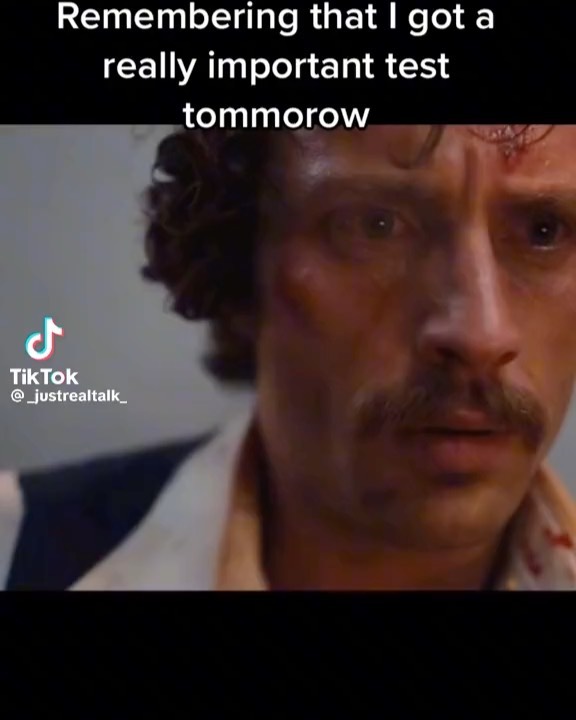 Remembering that I got a
really important test
tommorow
TikTok
@_justrealtalk_